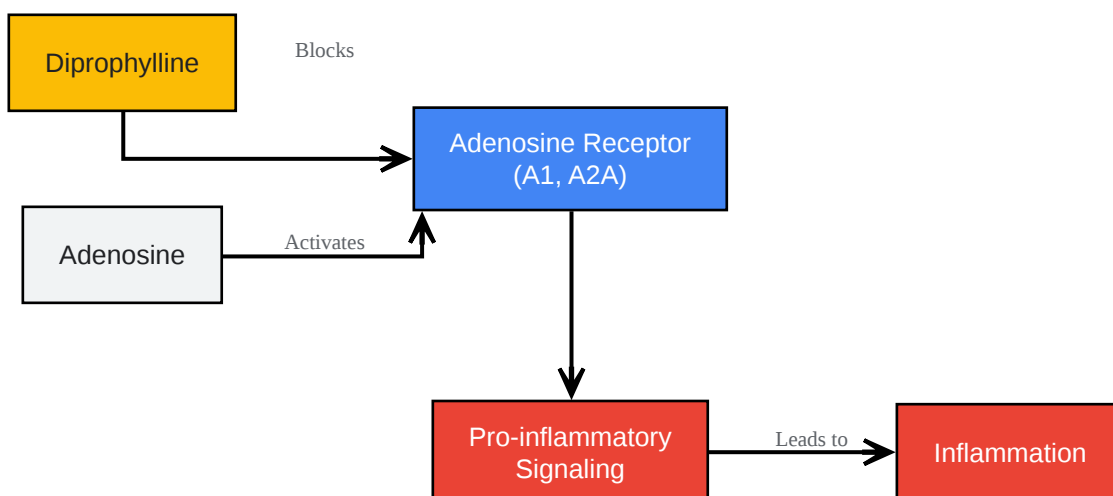 Diprophylline
Blocks
Adenosine Receptor
(A1, A2A)
Adenosine
Activates
Pro-inflammatory
Signaling
Leads to
Inflammation